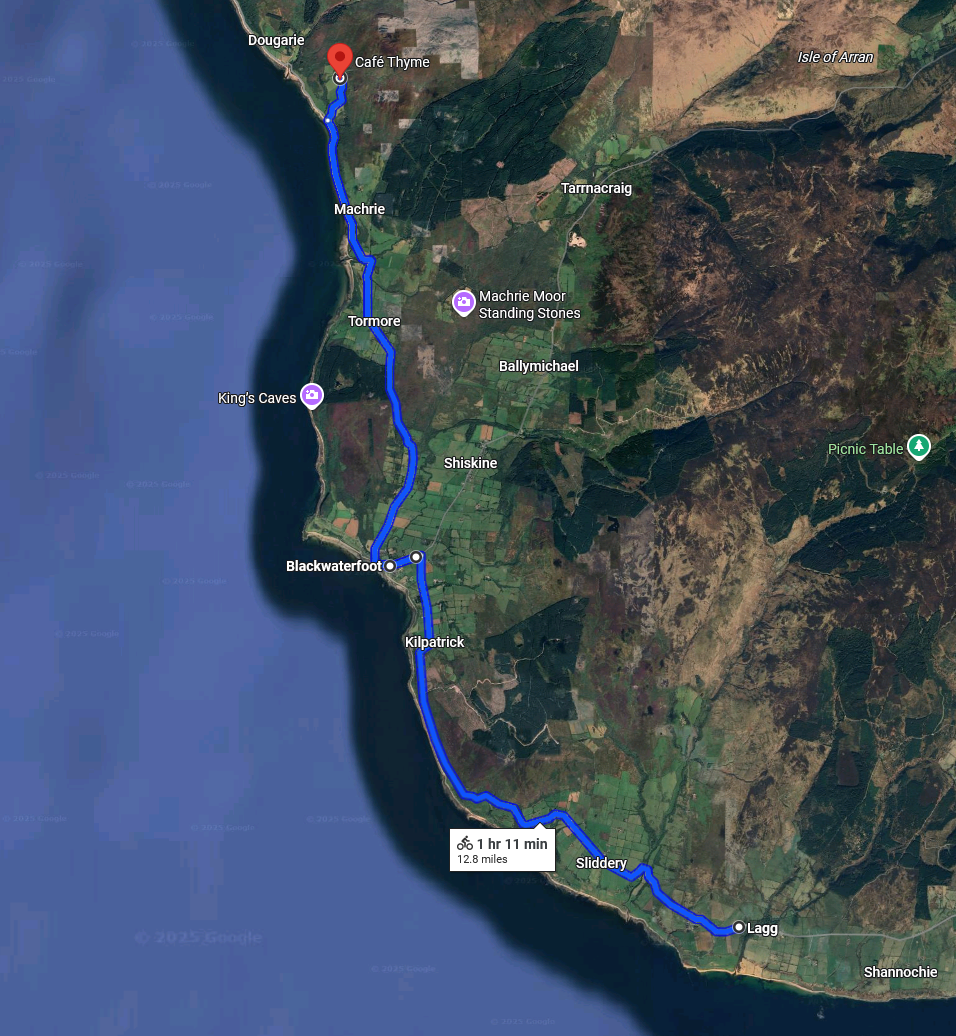 Dougarie
Isle of Arran
Café Thyme
Tarrnacraig
Machrie
Machrie Moor
Standing Stones
Tormore
Ballymichael
King's Caves
Picnic Table
Shiskine
Blackwaterfoot
Kilpatrick
1 hr 11 min
12.8 miles
Sliddery
Lagg
© 2025 Google
Shannochie